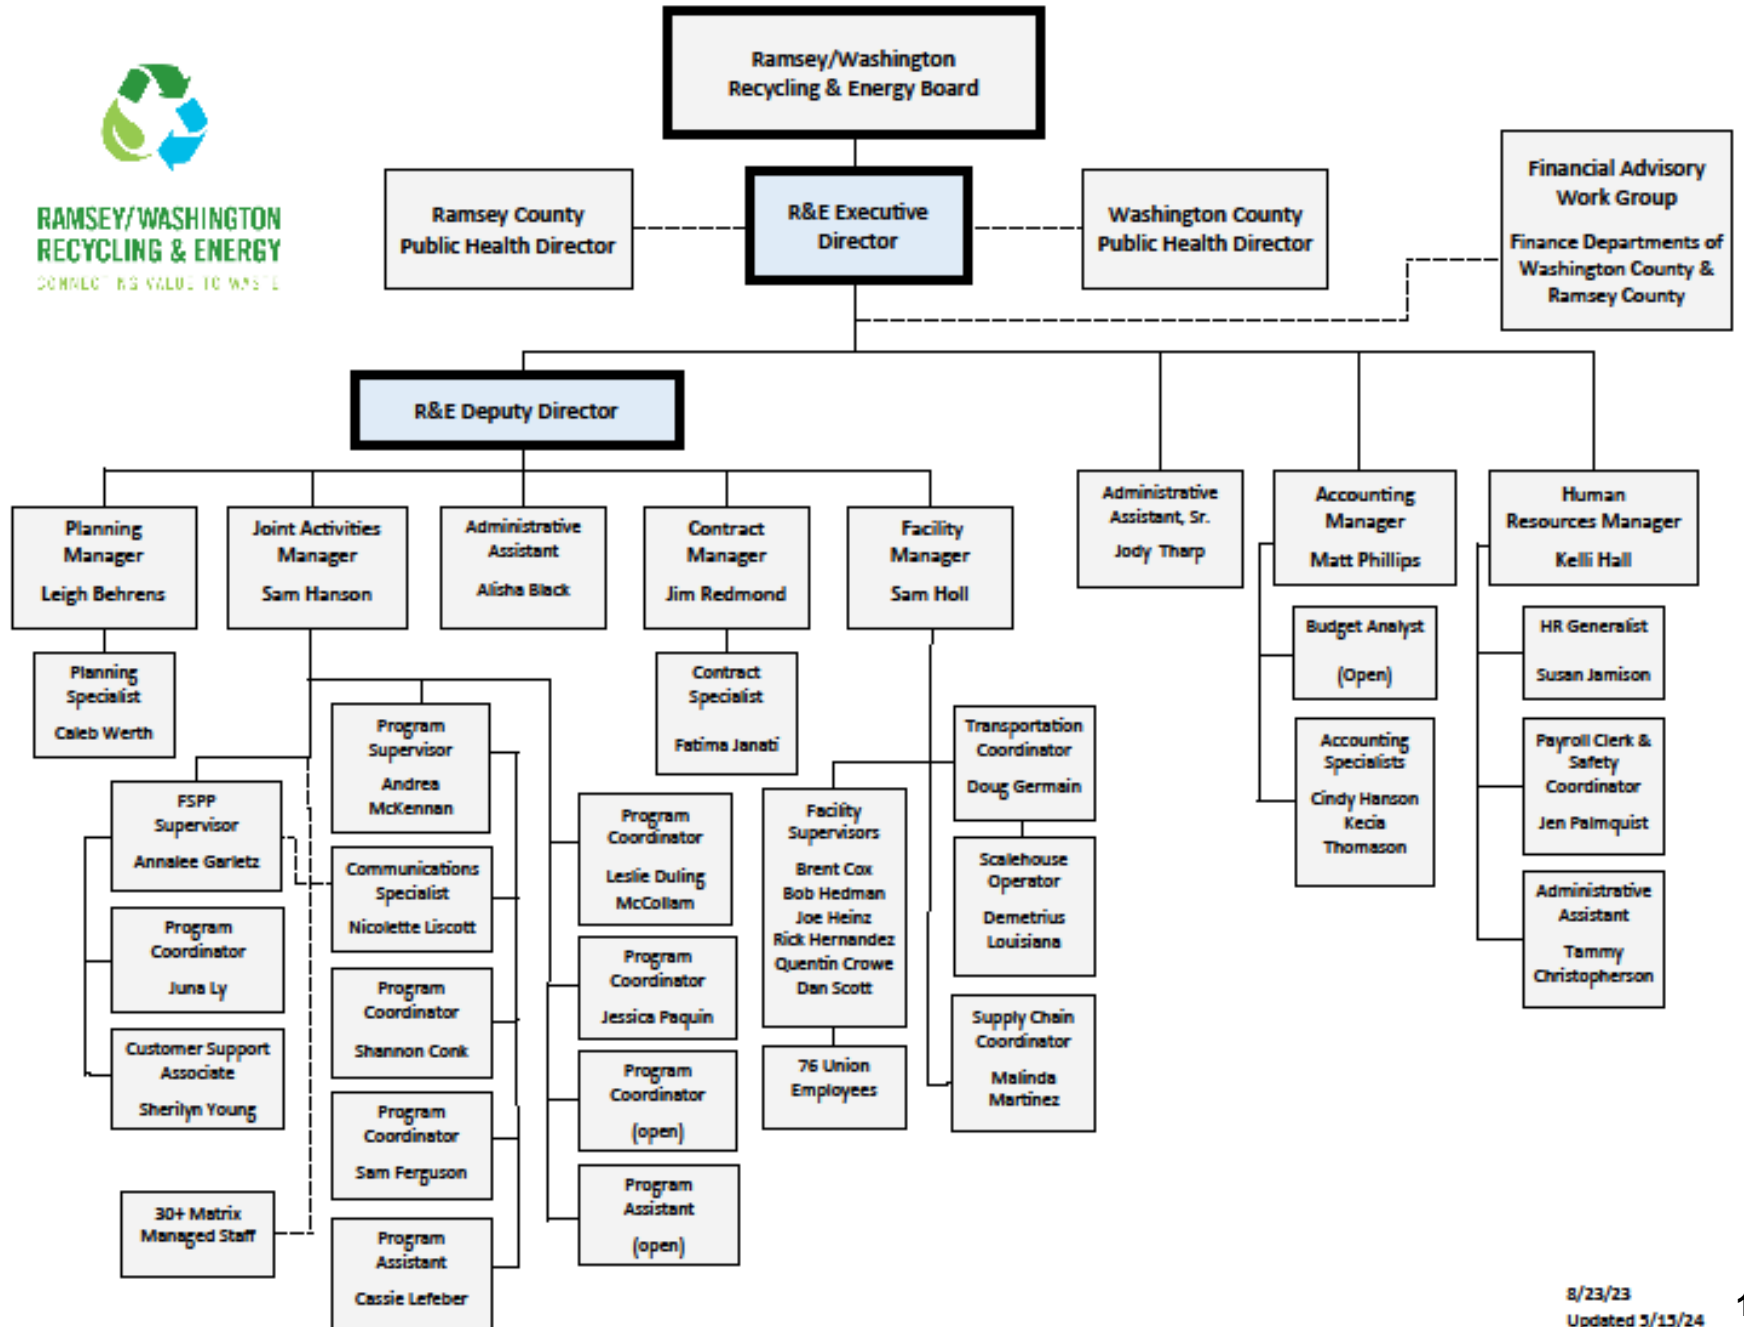 Ramsey/Washington
Recycling & Energy Board
RAMSEY/WASHINGTON
RECYCLING & ENERGY
CONNECTING VALUE TO WASTE
Ramsey County
Public Health Director
R&E Executive
Director
Washington County
Public Health Director
Financial Advisory
Work Group
Finance Departments of
Washington County &
Ramsey County
R&E Deputy Director
Planning
Manager
Leigh Behrens
Joint Activities
Manager
Sam Hanson
Administrative
Assistant
Alisha Black
Contract
Manager
Jim Redmond
Facility
Manager
Sam Holl
Administrative
Assistant, Sr.
Jody Tharp
Accounting
Manager
Matt Phillips
Human
Resources Manager
Kelli Hall
Planning
Specialist
Caleb Werth
Contract
Specialist
Fatima Janati
Budget Analyst
(Open)
HR Generalist
Susan Jamison
Accounting
Specialists
Cindy Hanson
Kecia
Thomason
Payroll Clerk &
Safety
Coordinator
Jen Palmquist
Administrative
Assistant
Tammy
Christopherson
FSPP
Supervisor
Annalee Garletz
Program
Coordinator
Juna Ly
Customer Support
Associate
Sherilyn Young
30+ Matrix
Managed Staff
Program
Supervisor
Andrea
McKennan
Communications
Specialist
Nicolette Liscott
Program
Coordinator
Shannon Conk
Program
Coordinator
Sam Ferguson
Program
Assistant
Cassie Lefeber
Program
Coordinator
Leslie Duling
McCollam
Program
Coordinator
Jessica Paquin
Program
Coordinator
(open)
Program
Assistant
(open)
Facility
Supervisors
Brent Cox
Bob Hedman
Joe Heinz
Rick Hernandez
Quentin Crowe
Dan Scott
76 Union
Employees
Transportation
Coordinator
Doug Germain
Scalehouse
Operator
Demetrius
Louisiana
Supply Chain
Coordinator
Malinda
Martinez
8/23/23
Updated 5/15/24
1